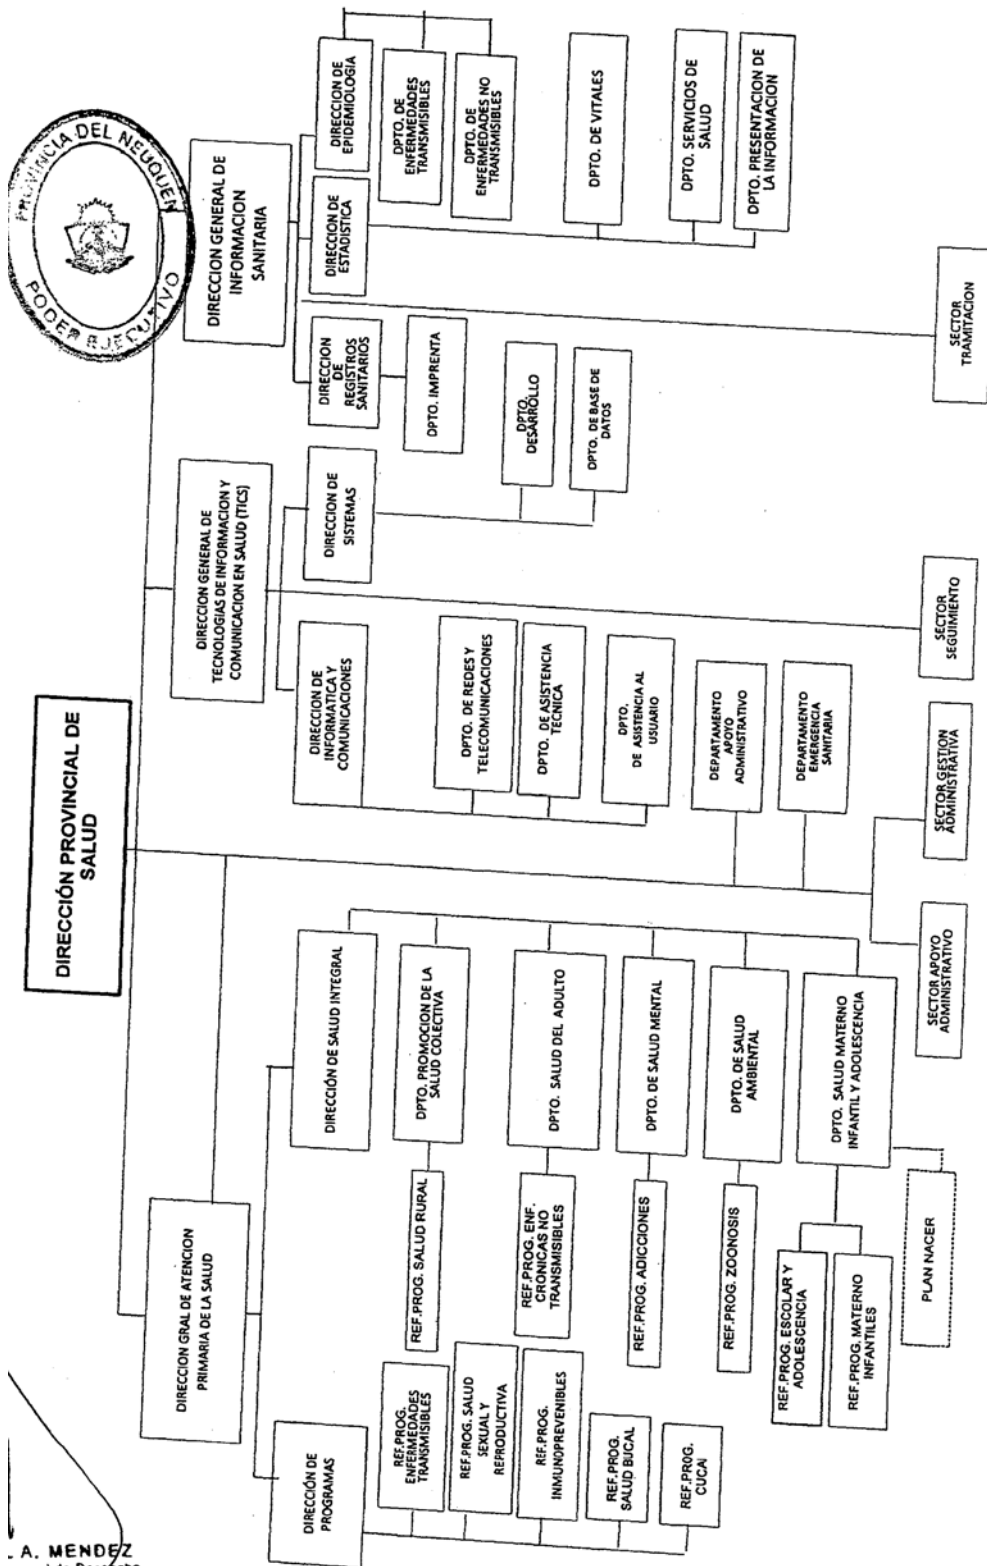 PROVINCIA DEL NEUQUEN
PODER EJECUTIVO
DIRECCIÓN PROVINCIAL DE
SALUD
DIRECCION GRAL DE ATENCION
PRIMARIA DE LA SALUD
DIRECCION GENERAL DE
TECNOLOGIAS DE INFORMACION Y
COMUNICACION EN SALUD (TICS)
DIRECCION GENERAL DE
INFORMACION
SANITARIA
DIRECCIÓN DE
PROGRAMAS
REF.PROG.
ENFERMEDADES
TRANSMISIBLES
REF.PROG. SALUD
SEXUAL Y
REPRODUCTIVA
REF.PROG.
INMUNOPREVENIBLES
REF.PROG.
SALUD BUCAL
REF.PROG.
CUCAI
DIRECCIÓN DE SALUD INTEGRAL
DPTO. PROMOCION DE LA
SALUD COLECTIVA
REF.PROG. SALUD RURAL
DPTO. SALUD DEL ADULTO
REF.PROG. ENF.
CRONICAS NO
TRANSMISIBLES
DPTO. DE SALUD MENTAL
REF.PROG. ADICCIONES
DPTO. DE SALUD
AMBIENTAL
REF.PROG. ZOONOSIS
DPTO. SALUD MATERNO
INFANTIL Y ADOLESCENCIA
REF.PROG. ESCOLAR Y
ADOLESCENCIA
REF.PROG. MATERNO
INFANTILES
PLAN NACER
DIRECCION DE
INFORMATICA Y
COMUNICACIONES
DPTO. DE REDES Y
TELECOMUNICACIONES
DPTO. DE ASISTENCIA
TECNICA
DPTO.
DE ASISTENCIA AL
USUARIO
DEPARTAMENTO
APOYO
ADMINISTRATIVO
DEPARTAMENTO
EMERGENCIA
SANITARIA
SECTOR APOYO
ADMINISTRATIVO
SECTOR GESTION
ADMINISTRATIVA
SECTOR
SEGUIMIENTO
DIRECCION DE
SISTEMAS
DPTO.
DESARROLLO
DPTO. DE BASE DE
DATOS
DIRECCION
DE
REGISTROS
SANITARIOS
DPTO. IMPRENTA
DIRECCION DE
ESTADISTICA
DPTO. DE VITALES
DPTO. SERVICIOS DE
SALUD
DPTO. PRESENTACION DE
LA INFORMACION
DIRECCION DE
EPIDEMIOLOGIA
DPTO. DE
ENFERMEDADES
TRANSMISIBLES
DPTO. DE
ENFERMEDADES NO
TRANSMISIBLES
SECTOR
TRAMITACION
A. MENDEZ